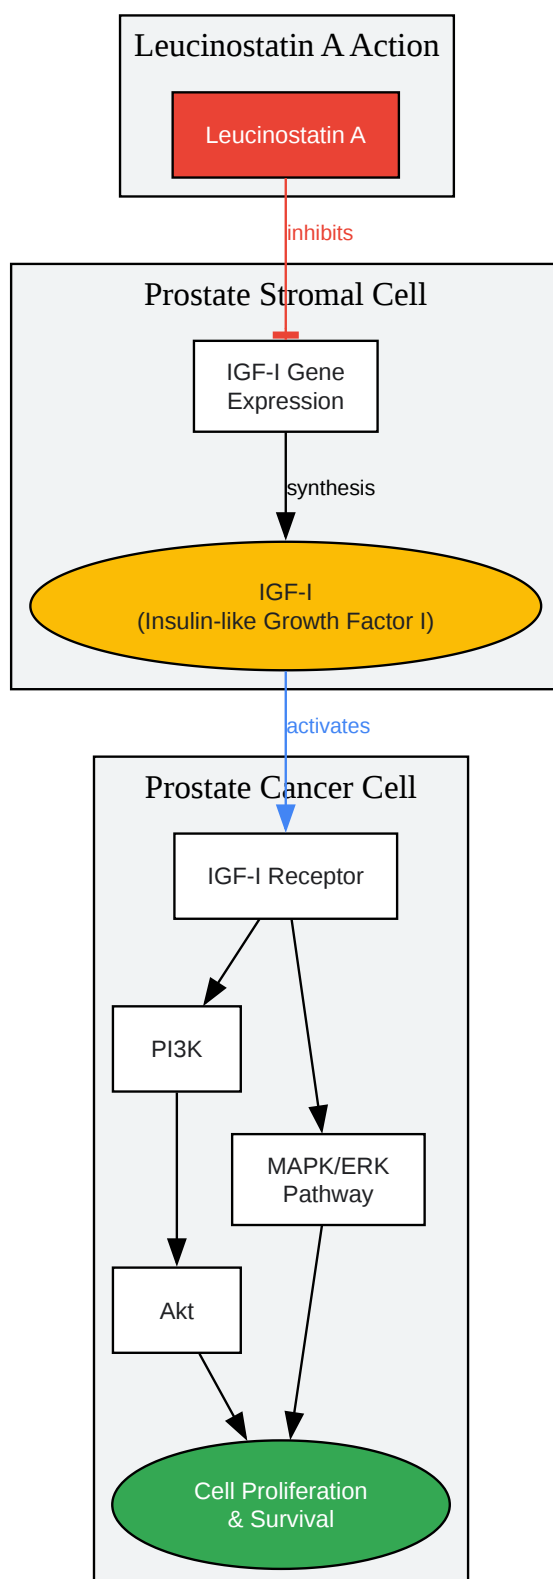 Leucinostatin A Action
Leucinostatin A
inhibits
Prostate Stromal Cell
IGF-I Gene
Expression
synthesis
IGF-I
(Insulin-like Growth Factor I)
activates
Prostate Cancer Cell
IGF-I Receptor
PI3K
MAPK/ERK
Pathway
Akt
Cell Proliferation
& Survival